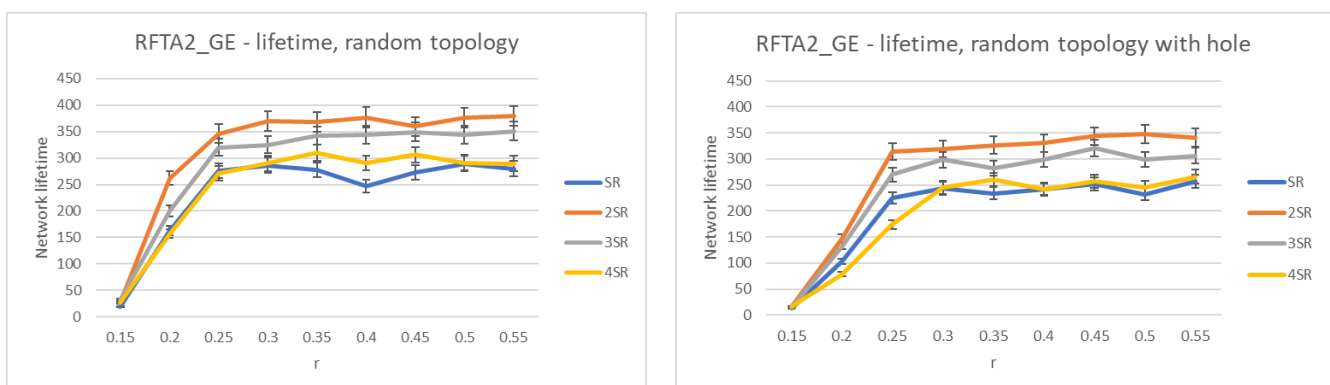 RFTA2_GE - lifetime, random topology
Network lifetime
450
400
350
300
250
200
150
100
50
0
0.15 0.2 0.25 0.3 0.35 0.4 0.45 0.5 0.55
r
SR
2SR
3SR
4SR
RFTA2_GE - lifetime, random topology with hole
Network lifetime
450
400
350
300
250
200
150
100
50
0
0.15 0.2 0.25 0.3 0.35 0.4 0.45 0.5 0.55
r
SR
2SR
3SR
4SR